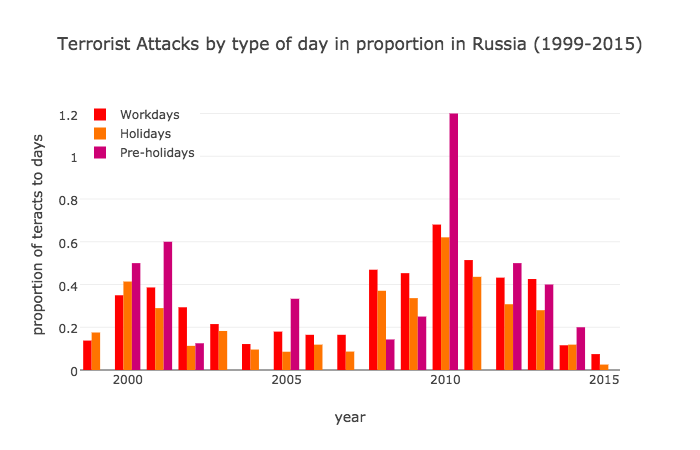 Terrorist Attacks by type of day in proportion in Russia (1999-2015)
Workdays
Holidays
Pre-holidays
proportion of teracts to days
1.2
1
0.8
0.6
0.4
0.2
0
2000 2005 2010 2015
year